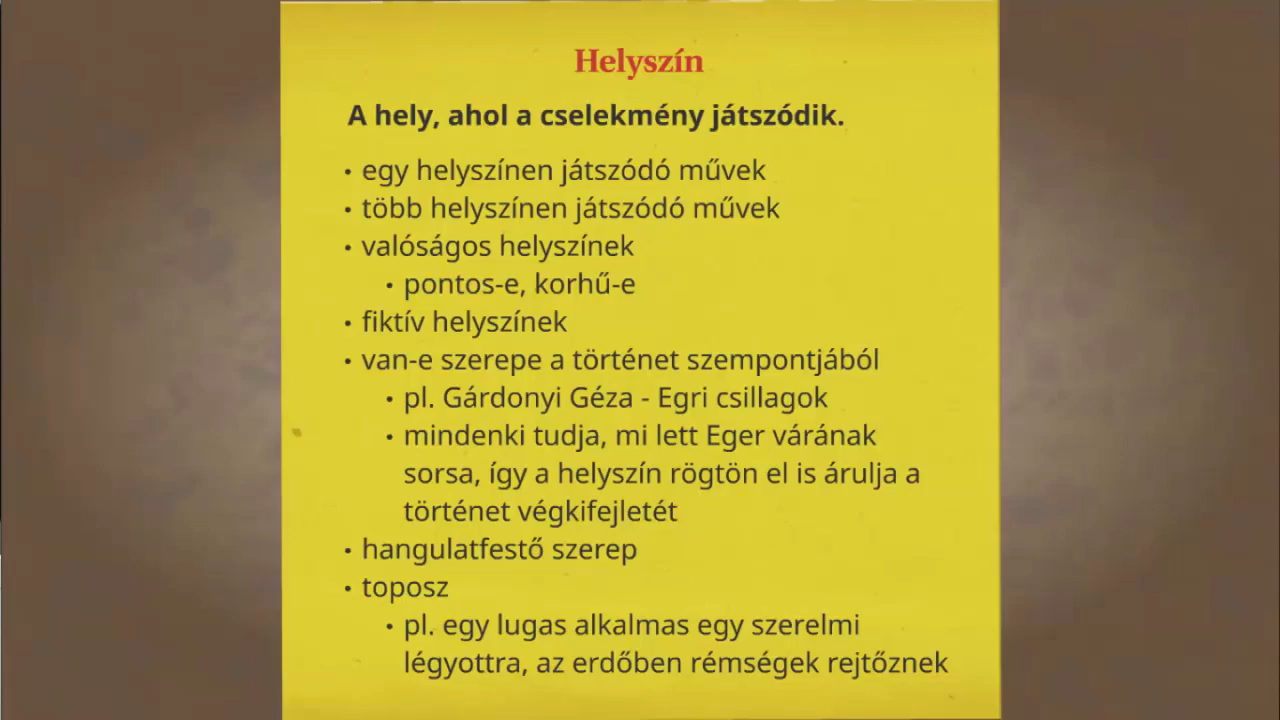 Helyszín
A hely, ahol a cselekmény játszódik.
• egy helyszínen játszódó művek
• több helyszínen játszódó művek
• valóságos helyszínek
• pontos-e, korhű-e
• fiktív helyszínek
• van-e szerepe a történet szempontjából
• pl. Gárdonyi Géza - Egri csillagok
• mindenki tudja, mi lett Eger várának
sorsa, így a helyszín rögtön el is árulja a
történet végkifejletét
• hangulatfestő szerep
• toposz
• pl. egy lugas alkalmas egy szerelmi
légyottra, az erdőben rémségek rejtőznek